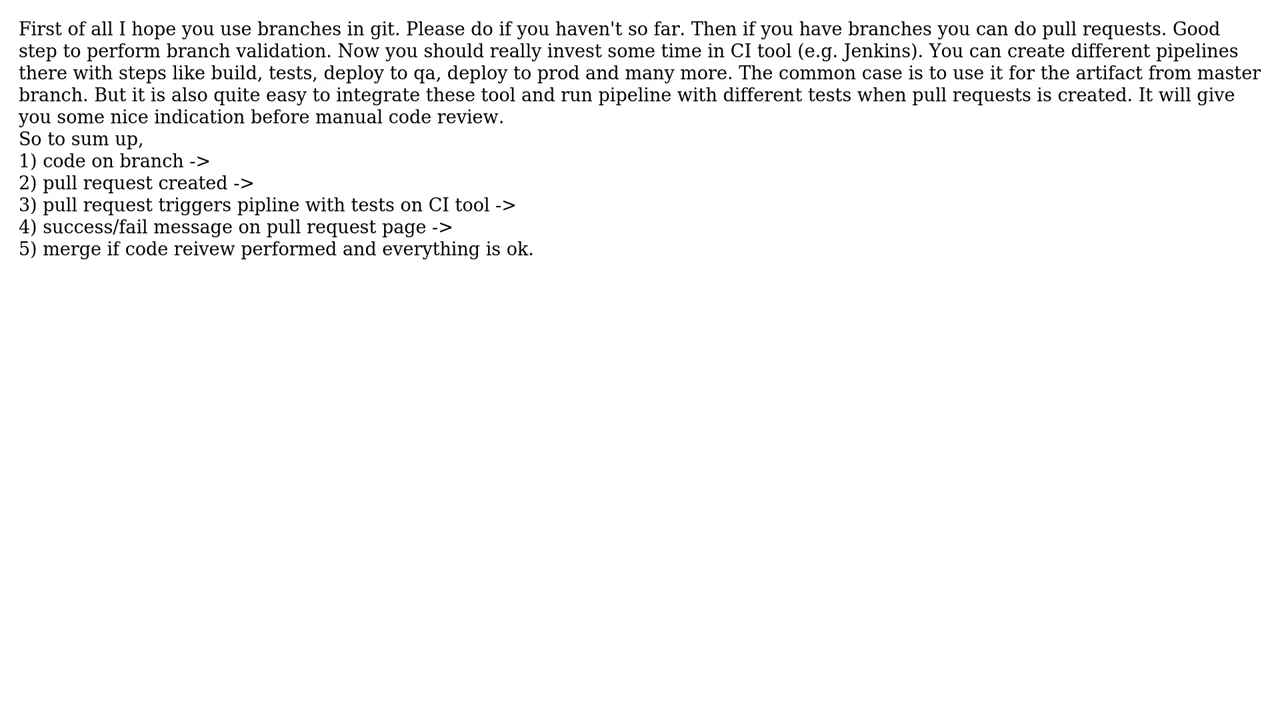 First of all I hope you use branches in git. Please do if you haven't so far. Then if you have branches you can do pull requests. Good
step to perform branch validation. Now you should really invest some time in CI tool (e.g. Jenkins). You can create different pipelines
there with steps like build, tests, deploy to qa, deploy to prod and many more. The common case is to use it for the artifact from master
branch. But it is also quite easy to integrate these tool and run pipeline with different tests when pull requests is created. It will give
you some nice indication before manual code review.
So to sum up,
1) code on branch ->
2) pull request created ->
3) pull request triggers pipline with tests on CI tool ->
4) success/fail message on pull request page ->
5) merge if code reivew performed and everything is ok.